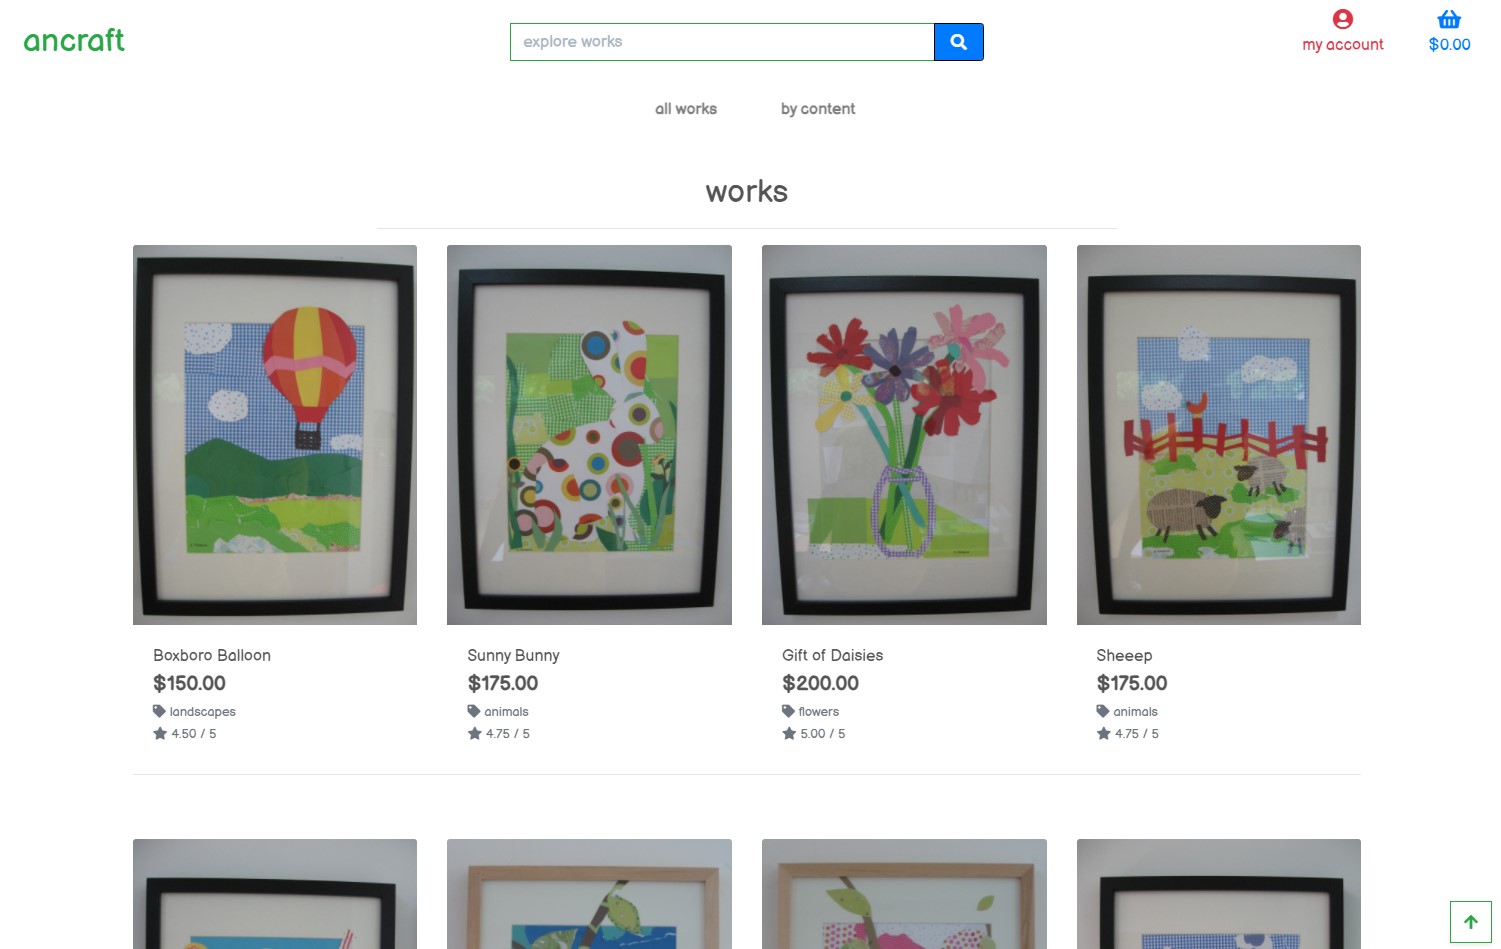 ancraft
explore works
my account
$0.00
all works
by content
works
Boxboro Balloon
$150.00
landscapes
4.50 / 5
Sunny Bunny
$175.00
animals
4.75 / 5
Gift of Daisies
$200.00
flowers
5.00 / 5
Sheeep
$175.00
animals
4.75 / 5